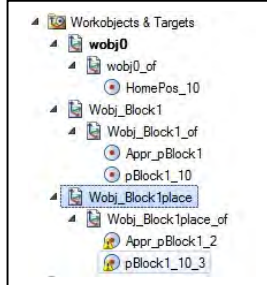 Workobjects & Targets
wobj0
wobj0_of
HomePos_10
Wobj_Block1
Wobj_Block1_of
Appr_pBlock1
pBlock1_10
Wobj_Block1place
Wobj_Block1place_of
Appr_pBlock1_2
pBlock1_10_3